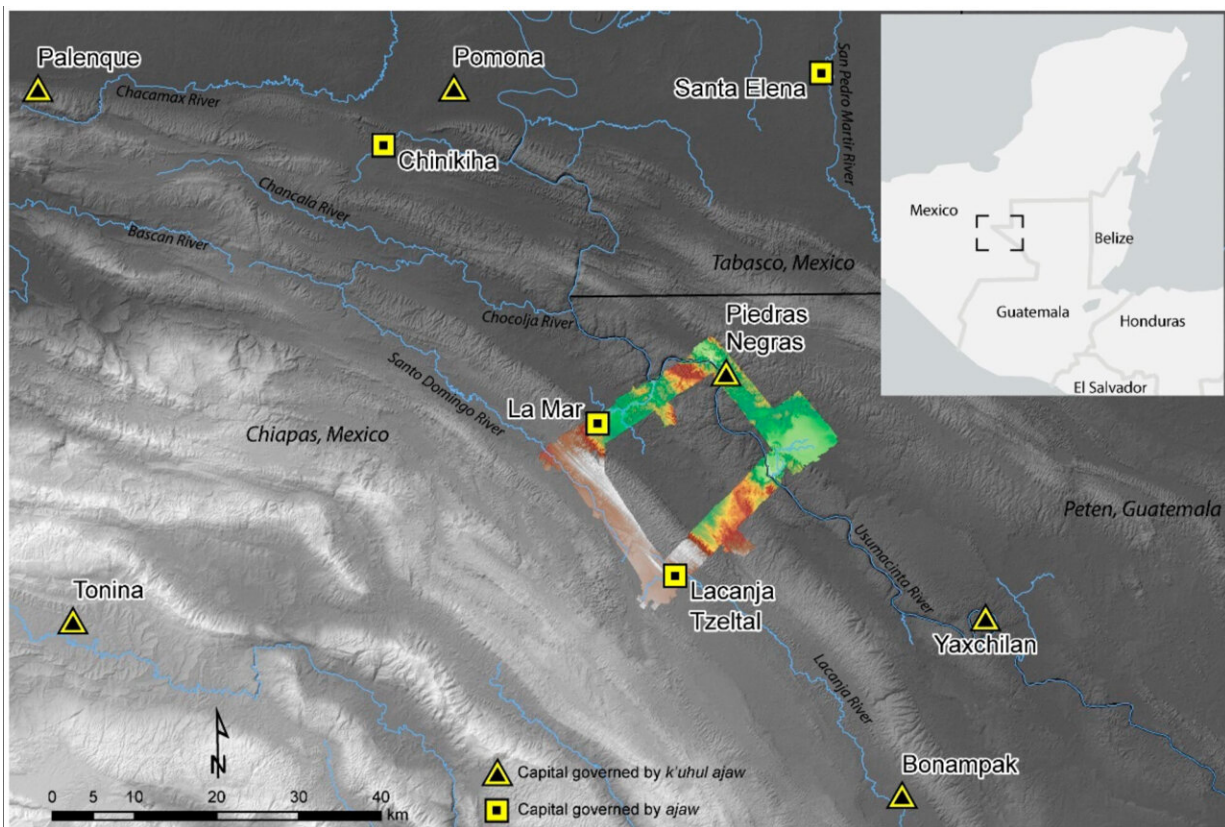 Palenque
Pomona
Santa Elena
San Pedro Martir River
Chacamax River
Chinikiha
Chancala River
Bascan River
Mexico
Belize
Guatemala
Honduras
El Salvador
Tabasco, Mexico
Chocolja River
Piedras
Negras
Santo Domingo River
La Mar
Chiapas, Mexico
Peten, Guatemala
Usumacinta River
Tonina
Lacanja
Tzeltal
Yaxchilan
Lacanja River
Bonampak
N
Capital governed by k'uhul ajaw
Capital governed by ajaw
0 5 10 20 30 40
km